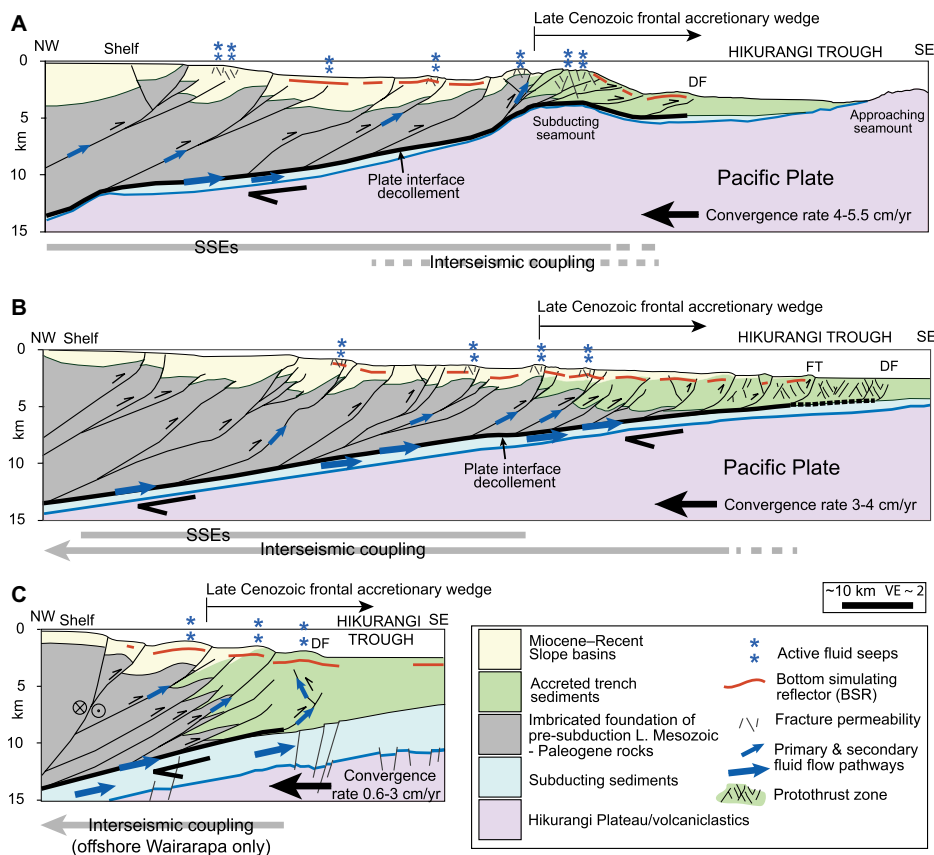 A
Late Cenozoic frontal accretionary wedge
NW
Shelf
HIKURANGI TROUGH
SE
0
DF
5
km
Subducting
seamount
Approaching
seamount
10
Plate interface
decollement
Pacific Plate
Convergence rate 4-5.5 cm/yr
15
SSEs
Interseismic coupling
B
Late Cenozoic frontal accretionary wedge
NW
Shelf
HIKURANGI TROUGH
SE
0
FT
DF
5
km
10
Plate interface
decollement
Pacific Plate
Convergence rate 3-4 cm/yr
15
SSEs
Interseismic coupling
C
Late Cenozoic frontal accretionary wedge
NW
Shelf
HIKURANGI
TROUGH
SE
0
DF
5
km
10
Convergence
rate 0.6-3 cm/yr
15
Interseismic coupling
(offshore Wairarapa only)
~10 km VE ~ 2
Miocene–Recent
Slope basins
Accreted trench
sediments
Imbricated foundation of
pre-subduction L. Mesozoic
- Paleogene rocks
Subducting sediments
Hikurangi Plateau/volcaniclastics
Active fluid seeps
Bottom simulating
reflector (BSR)
Fracture permeability
Primary & secondary
fluid flow pathways
Protothrust zone